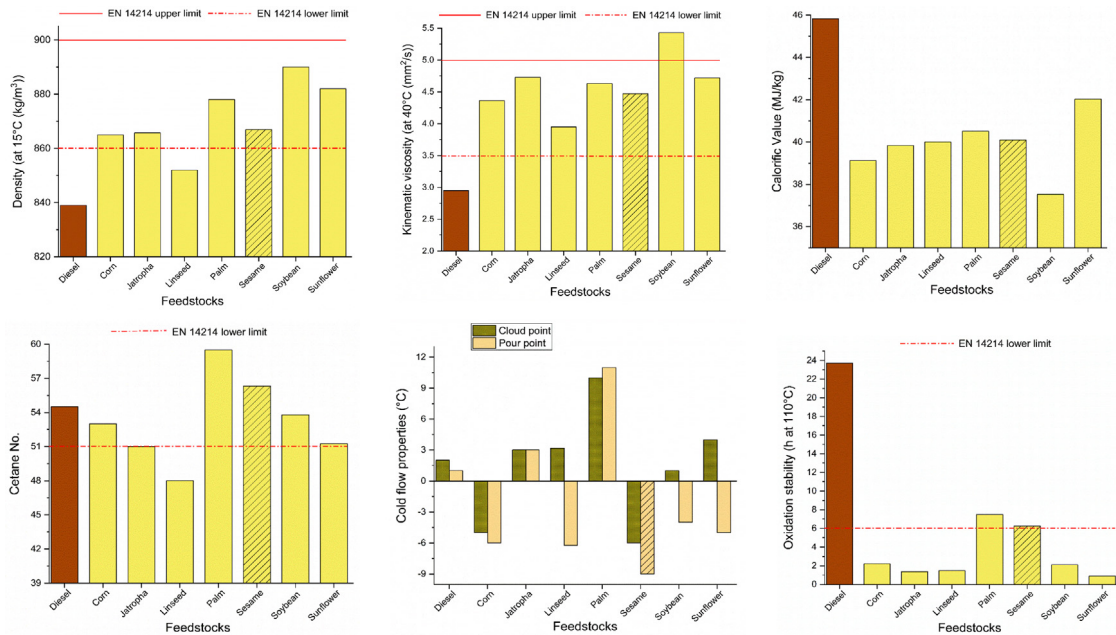 EN 14214 upper limit EN 14214 lower limit
900
880
860
840
820
Density (at 15°C (kg/m³))
Diesel Corn Jatropha Linseed Palm Sesame Soybean Sunflower
Feedstocks
EN 14214 upper limit EN 14214 lower limit
5.5
5.0
4.5
4.0
3.5
3.0
2.5
2.0
Kinematic viscosity (at 40°C (mm²/s))
Diesel Corn Jatropha Linseed Palm Sesame Soybean Sunflower
Feedstocks
46
44
42
40
38
36
Calorific Value (MJ/kg)
Diesel Corn Jatropha Linseed Palm Sesame Soybean Sunflower
Feedstocks
EN 14214 lower limit
60
57
54
51
48
45
42
39
Cetane No.
Diesel Corn Jatropha Linseed Palm Sesame Soybean Sunflower
Feedstocks
Cloud point
Pour point
12
9
6
3
0
-3
-6
-9
Cold flow properties (°C)
Diesel Corn Jatropha Linseed Palm Sesame Soybean Sunflower
Feedstocks
EN 14214 lower limit
24
22
20
18
16
14
12
10
8
6
4
2
0
Oxidation stability (h at 110°C)
Diesel Corn Jatropha Linseed Palm Sesame Soybean Sunflower
Feedstocks